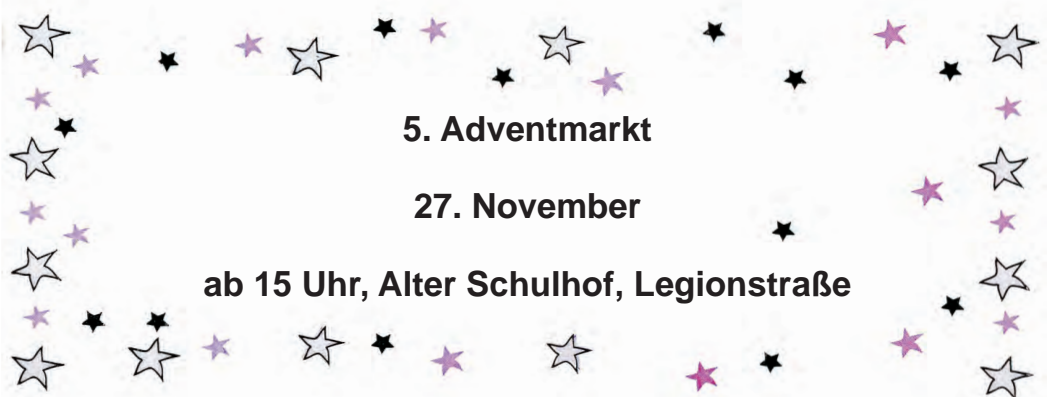 5. Adventmarkt
27. November
ab 15 Uhr, Alter Schulhof, Legionstraße